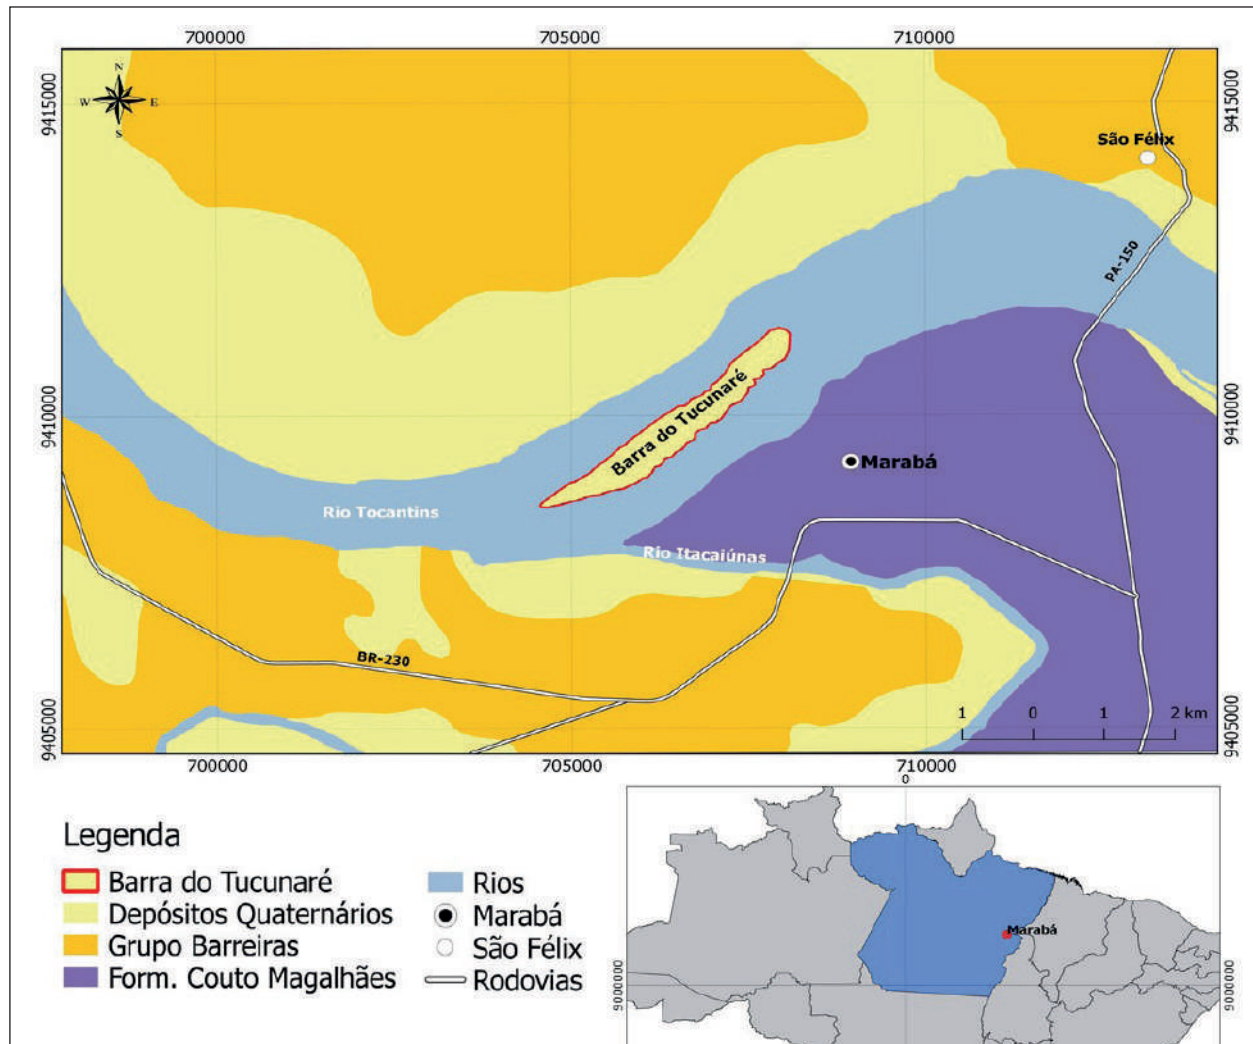 700000 705000 710000
N
W E
S
9415000 9415000
São Félix
PA-150
9410000 9410000
Barra do Tucunaré
Marabá
Rio Tocantins
Rio Itacaiúnas
BR-230
1 0 1 2 km
9405000 9405000
700000 705000 710000
0
Legenda
Barra do Tucunaré
Depósitos Quaternários
Grupo Barreiras
Form. Couto Magalhães
Rios
Marabá
São Félix
Rodovias
Marabá
9000000 9000000